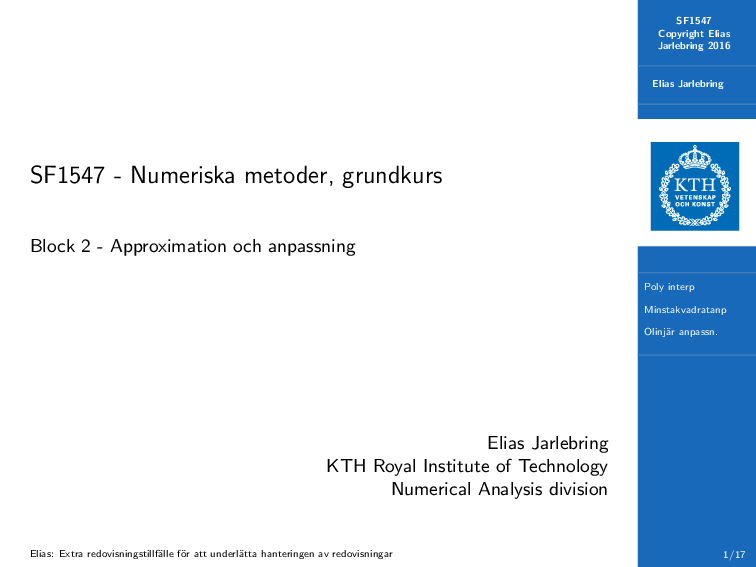 SF1547 - Numeriska metoder, grundkurs
Block 2 - Approximation och anpassning
Elias Jarlebring
KTH Royal Institute of Technology
Numerical Analysis division
Elias: Extra redovisningstillfälle för att underlätta hanteringen av redovisningar
SF1547
Copyright Elias
Jarlebring 2016
Elias Jarlebring
KTH
VETENSKAP
OCH KONST
Poly interp
Minstakvadratanp
Olinjär anpassn.
1/17